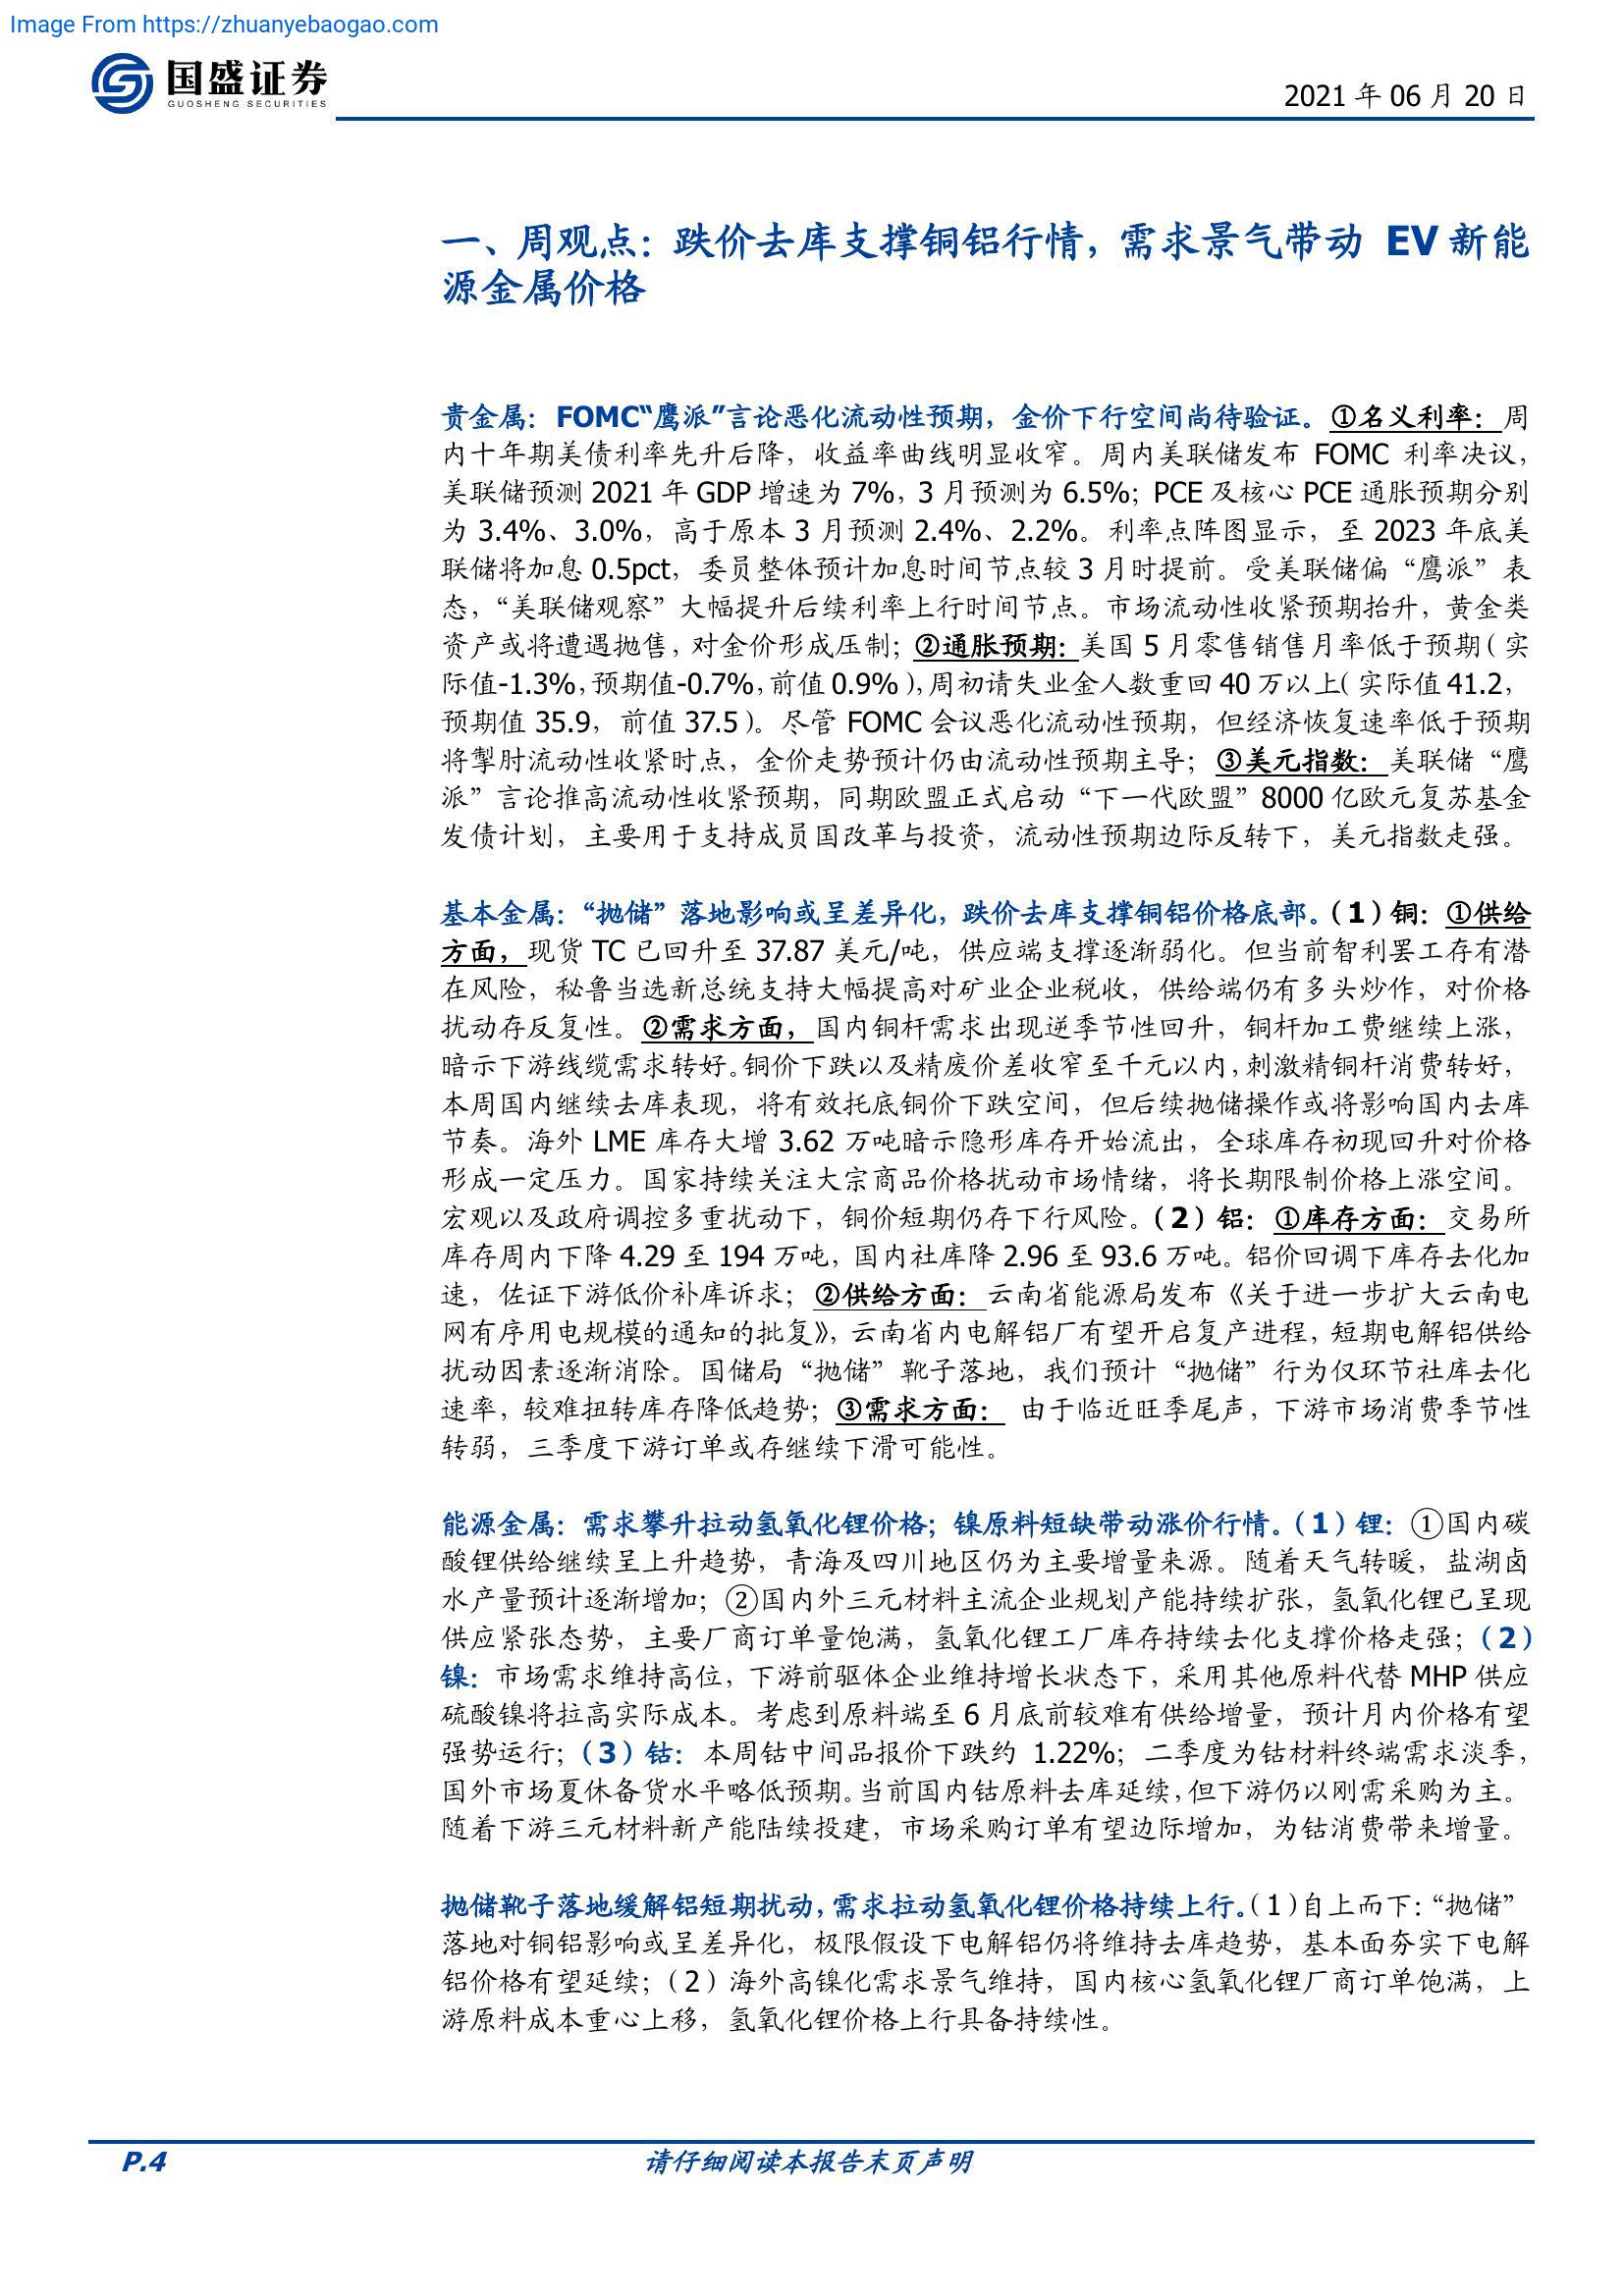 Image From https://zhuanyebaogao.com
国盛证券
GUOSHENG SECURITIES
2021 年 06 月 20 日
一、周观点：跌价去库支撑铜铝行情，需求景气带动 EV 新能
源金属价格
贵金属：FOMC“鹰派”言论恶化流动性预期，金价下行空间尚待验证。①名义利率：周
内十年期美债利率先升后降，收益率曲线明显收窄。周内美联储发布 FOMC 利率决议，
美联储预测 2021 年 GDP 增速为 7%，3 月预测为 6.5%；PCE 及核心 PCE 通胀预期分别
为 3.4%、3.0%，高于原本 3 月预测 2.4%、2.2%。利率点阵图显示，至 2023 年底美
联储将加息 0.5pct，委员整体预计加息时间节点较 3 月时提前。受美联储偏“鹰派”表
态，“美联储观察”大幅提升后续利率上行时间节点。市场流动性收紧预期抬升，黄金类
资产或将遭遇抛售，对金价形成压制；②通胀预期：美国 5 月零售销售月率低于预期（实
际值-1.3%，预期值-0.7%，前值 0.9%），周初请失业金人数重回 40 万以上（实际值 41.2，
预期值 35.9，前值 37.5）。尽管 FOMC 会议恶化流动性预期，但经济恢复速率低于预期
将掣肘流动性收紧时点，金价走势预计仍由流动性预期主导；③美元指数：美联储“鹰
派”言论推高流动性收紧预期，同期欧盟正式启动“下一代欧盟”8000 亿欧元复苏基金
发债计划，主要用于支持成员国改革与投资，流动性预期边际反转下，美元指数走强。
基本金属：“抛储”落地影响或呈差异化，跌价去库支撑铜铝价格底部。（1）铜：①供给
方面，现货 TC 已回升至 37.87 美元/吨，供应端支撑逐渐弱化。但当前智利罢工存有潜
在风险，秘鲁当选新总统支持大幅提高对矿业企业税收，供给端仍有多头炒作，对价格
扰动存反复性。②需求方面，国内铜杆需求出现逆季节性回升，铜杆加工费继续上涨，
暗示下游线缆需求转好。铜价下跌以及精废价差收窄至千元以内，刺激精铜杆消费转好，
本周国内继续去库表现，将有效托底铜价下跌空间，但后续抛储操作或将影响国内去库
节奏。海外 LME 库存大增 3.62 万吨暗示隐形库存开始流出，全球库存初现回升对价格
形成一定压力。国家持续关注大宗商品价格扰动市场情绪，将长期限制价格上涨空间。
宏观以及政府调控多重扰动下，铜价短期仍存下行风险。（2）铝：①库存方面：交易所
库存周内下降 4.29 至 194 万吨，国内社库降 2.96 至 93.6 万吨。铝价回调下库存去化加
速，佐证下游低价补库诉求；②供给方面：云南省能源局发布《关于进一步扩大云南电
网有序用电规模的通知的批复》，云南省内电解铝厂有望开启复产进程，短期电解铝供给
扰动因素逐渐消除。国储局“抛储”靴子落地，我们预计“抛储”行为仅环节社库去化
速率，较难扭转库存降低趋势；③需求方面： 由于临近旺季尾声，下游市场消费季节性
转弱，三季度下游订单或存继续下滑可能性。
能源金属：需求攀升拉动氢氧化锂价格；镍原料短缺带动涨价行情。（1）锂：①国内碳
酸锂供给继续呈上升趋势，青海及四川地区仍为主要增量来源。随着天气转暖，盐湖卤
水产量预计逐渐增加；②国内外三元材料主流企业规划产能持续扩张，氢氧化锂已呈现
供应紧张态势，主要厂商订单量饱满，氢氧化锂工厂库存持续去化支撑价格走强；（2）
镍：市场需求维持高位，下游前驱体企业维持增长状态下，采用其他原料代替 MHP 供应
硫酸镍将拉高实际成本。考虑到原料端至 6 月底前较难有供给增量，预计月内价格有望
强势运行；（3）钴：本周钴中间品报价下跌约 1.22%；二季度为钴材料终端需求淡季，
国外市场夏休备货水平略低预期。当前国内钴原料去库延续，但下游仍以刚需采购为主。
随着下游三元材料新产能陆续投建，市场采购订单有望边际增加，为钴消费带来增量。
抛储靴子落地缓解铝短期扰动，需求拉动氢氧化锂价格持续上行。（1）自上而下：“抛储”
落地对铜铝影响或呈差异化，极限假设下电解铝仍将维持去库趋势，基本面夯实下电解
铝价格有望延续；（2）海外高镍化需求景气维持，国内核心氢氧化锂厂商订单饱满，上
游原料成本重心上移，氢氧化锂价格上行具备持续性。
P.4
请仔细阅读本报告末页声明